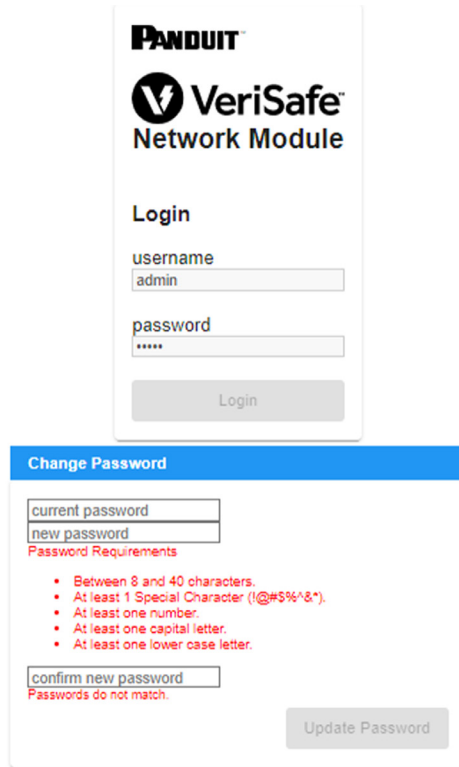 PANDUIT™
VeriSafe™
Network Module
Login
username
admin
password
•••••
Login
Change Password
current password
new password
Password Requirements
• Between 8 and 40 characters.
• At least 1 Special Character (!@#$%^&*).
• At least one number.
• At least one capital letter.
• At least one lower case letter.
confirm new password
Passwords do not match.
Update Password